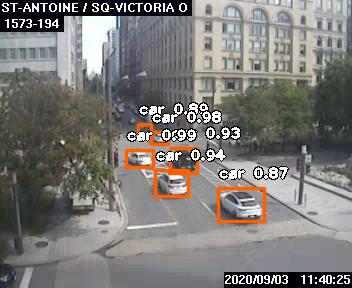 ST-ANTOINE / SQ-VICTORIA O
1573-194
car 0.89
car 0.98
car 0.99
0.93
car 0.94
car 0.87
2020/09/03 11:40:25